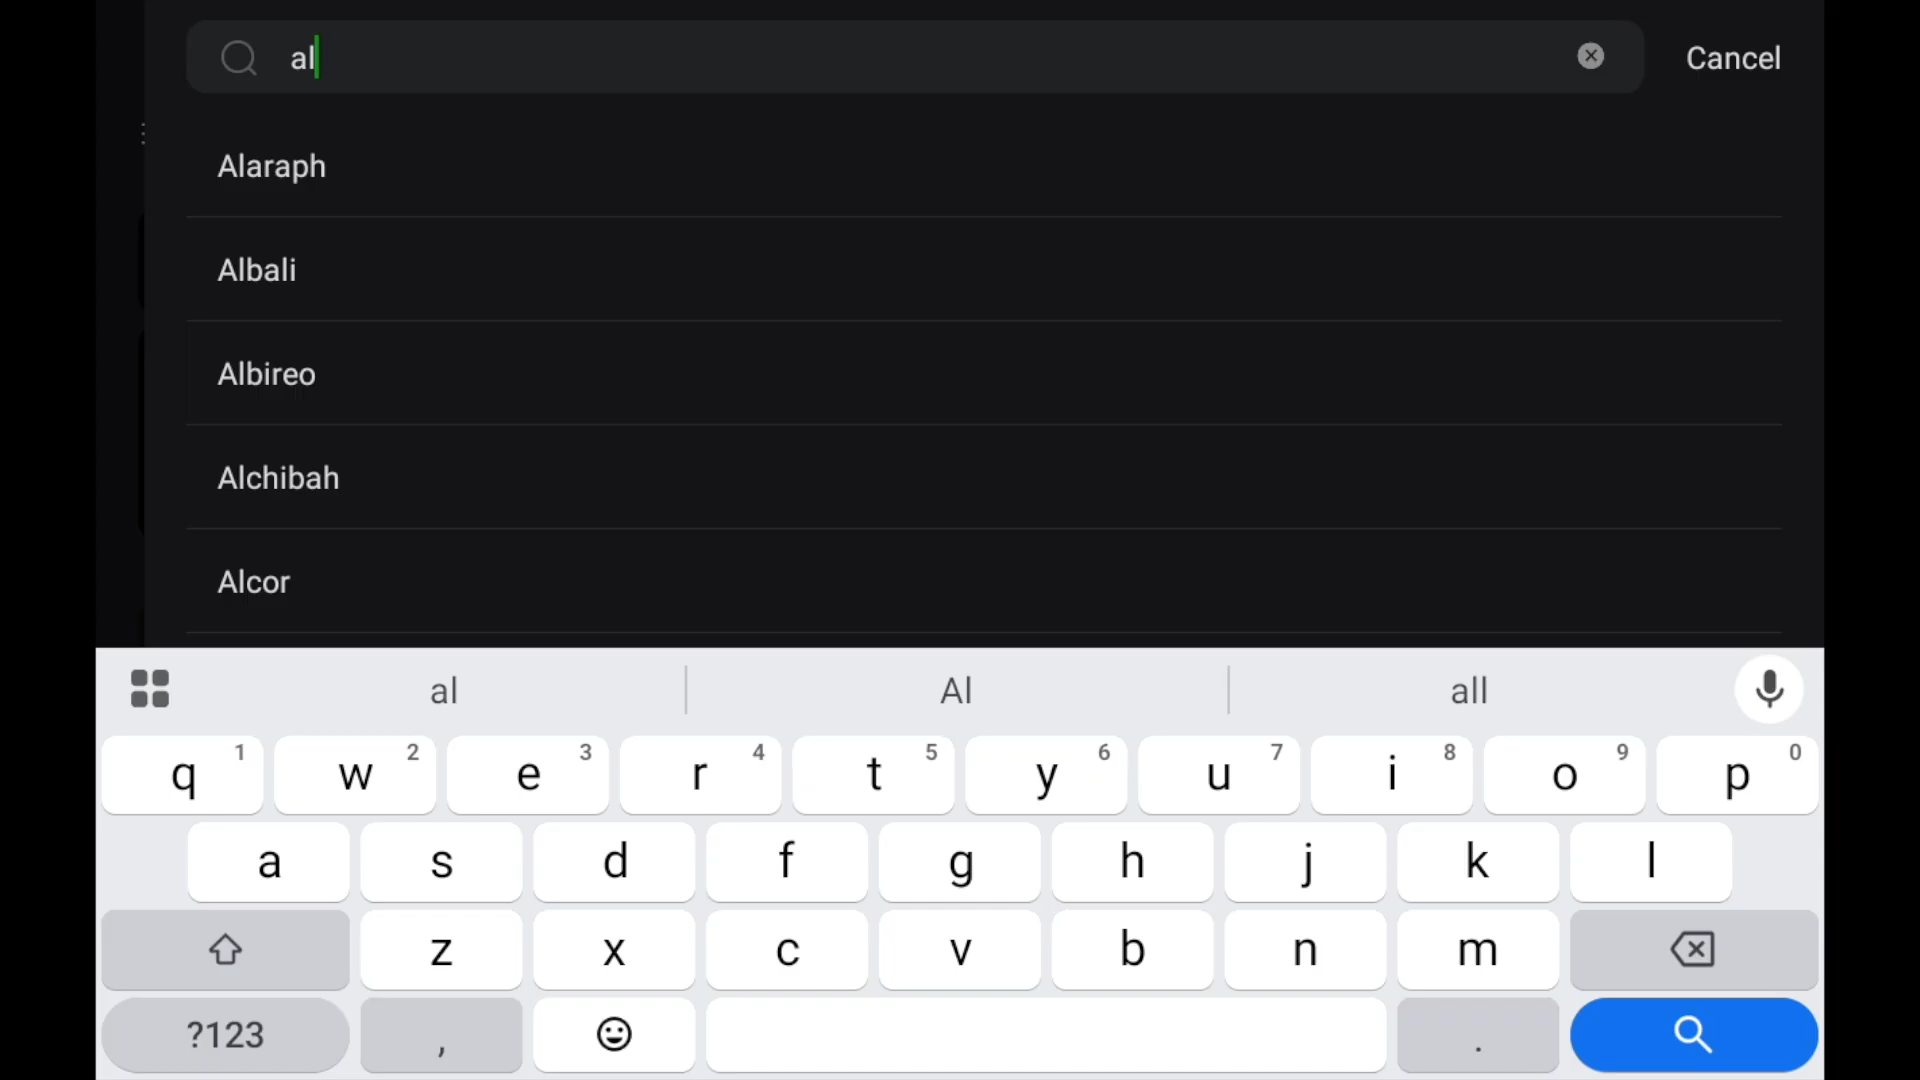 al
Cancel
Alaraph
Albali
Albireo
Alchibah
Alcor
al Al all
q 1 w 2 e 3 r 4 t 5 y 6 u 7 i 8 o 9 p 0
a s d f g h j k l
z x c v b n m
?123 , .